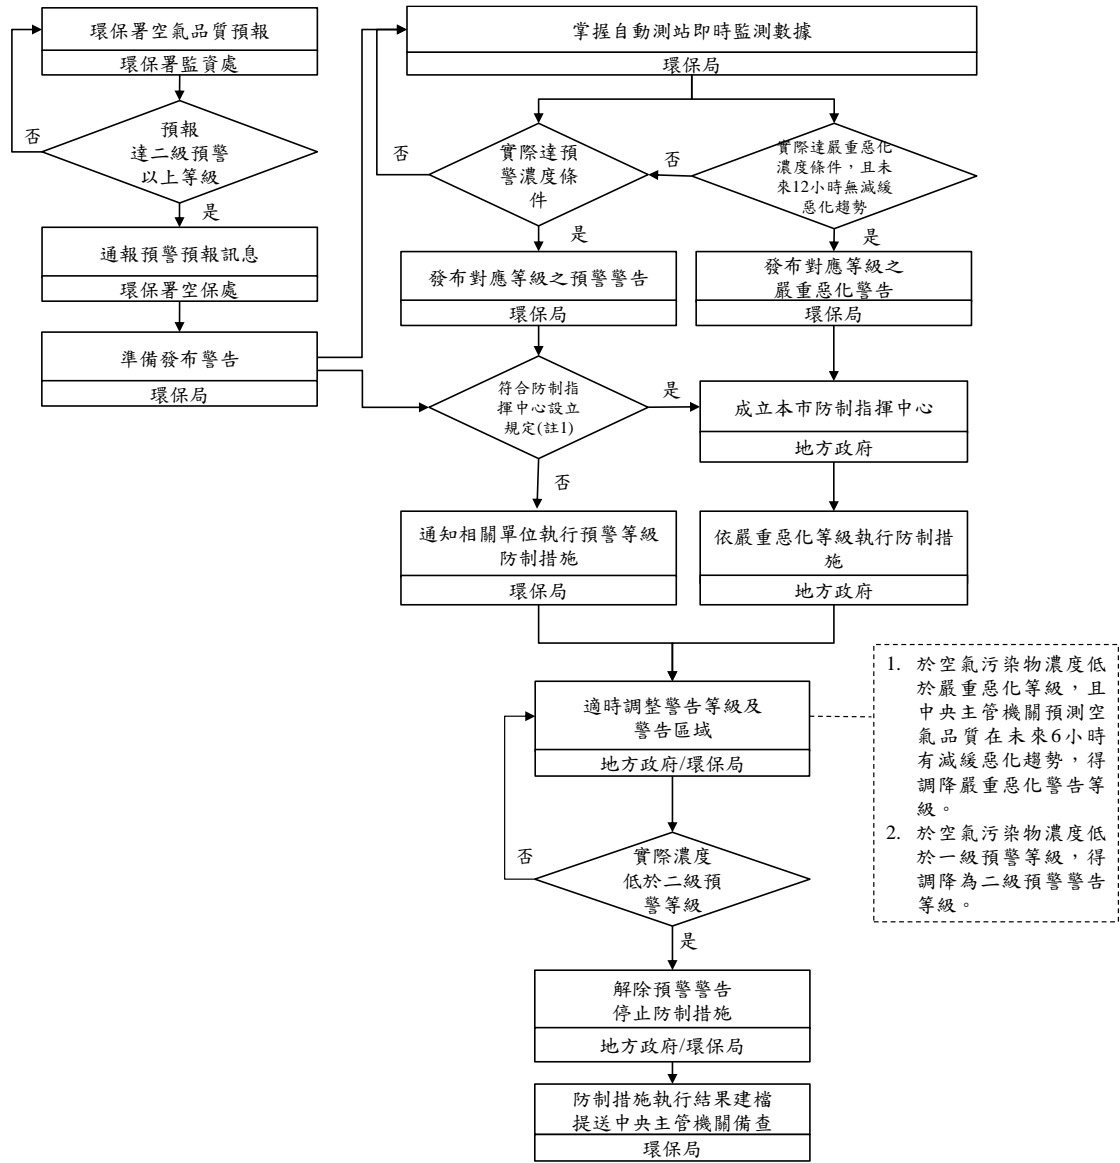 環保署空氣品質預報
環保署監資處
否
預報
達二級預警
以上等級
是
通報預警預報訊息
環保署空保處
準備發布警告
環保局
掌握自動測站即時監測數據
環保局
否
實際達預
警濃度條
件
否
實際達嚴重惡化
濃度條件，且未
來12小時無減緩
惡化趨勢
是
是
發布對應等級之預警警告
環保局
發布對應等級之
嚴重惡化警告
環保局
符合防制指
揮中心設立
規定(註1)
是
成立本市防制指揮中心
地方政府
否
通知相關單位執行預警等級
防制措施
環保局
依嚴重惡化等級執行防制措
施
地方政府
適時調整警告等級及
警告區域
地方政府/環保局
1. 於空氣污染物濃度低
於嚴重惡化等級，且
中央主管機關預測空
氣品質在未來6小時
有減緩惡化趨勢，得
調降嚴重惡化警告等
級。
2. 於空氣污染物濃度低
於一級預警等級，得
調降為二級預警警告
等級。
否
實際濃度
低於二級預
警等級
是
解除預警警告
停止防制措施
地方政府/環保局
防制措施執行結果建檔
提送中央主管機關備查
環保局